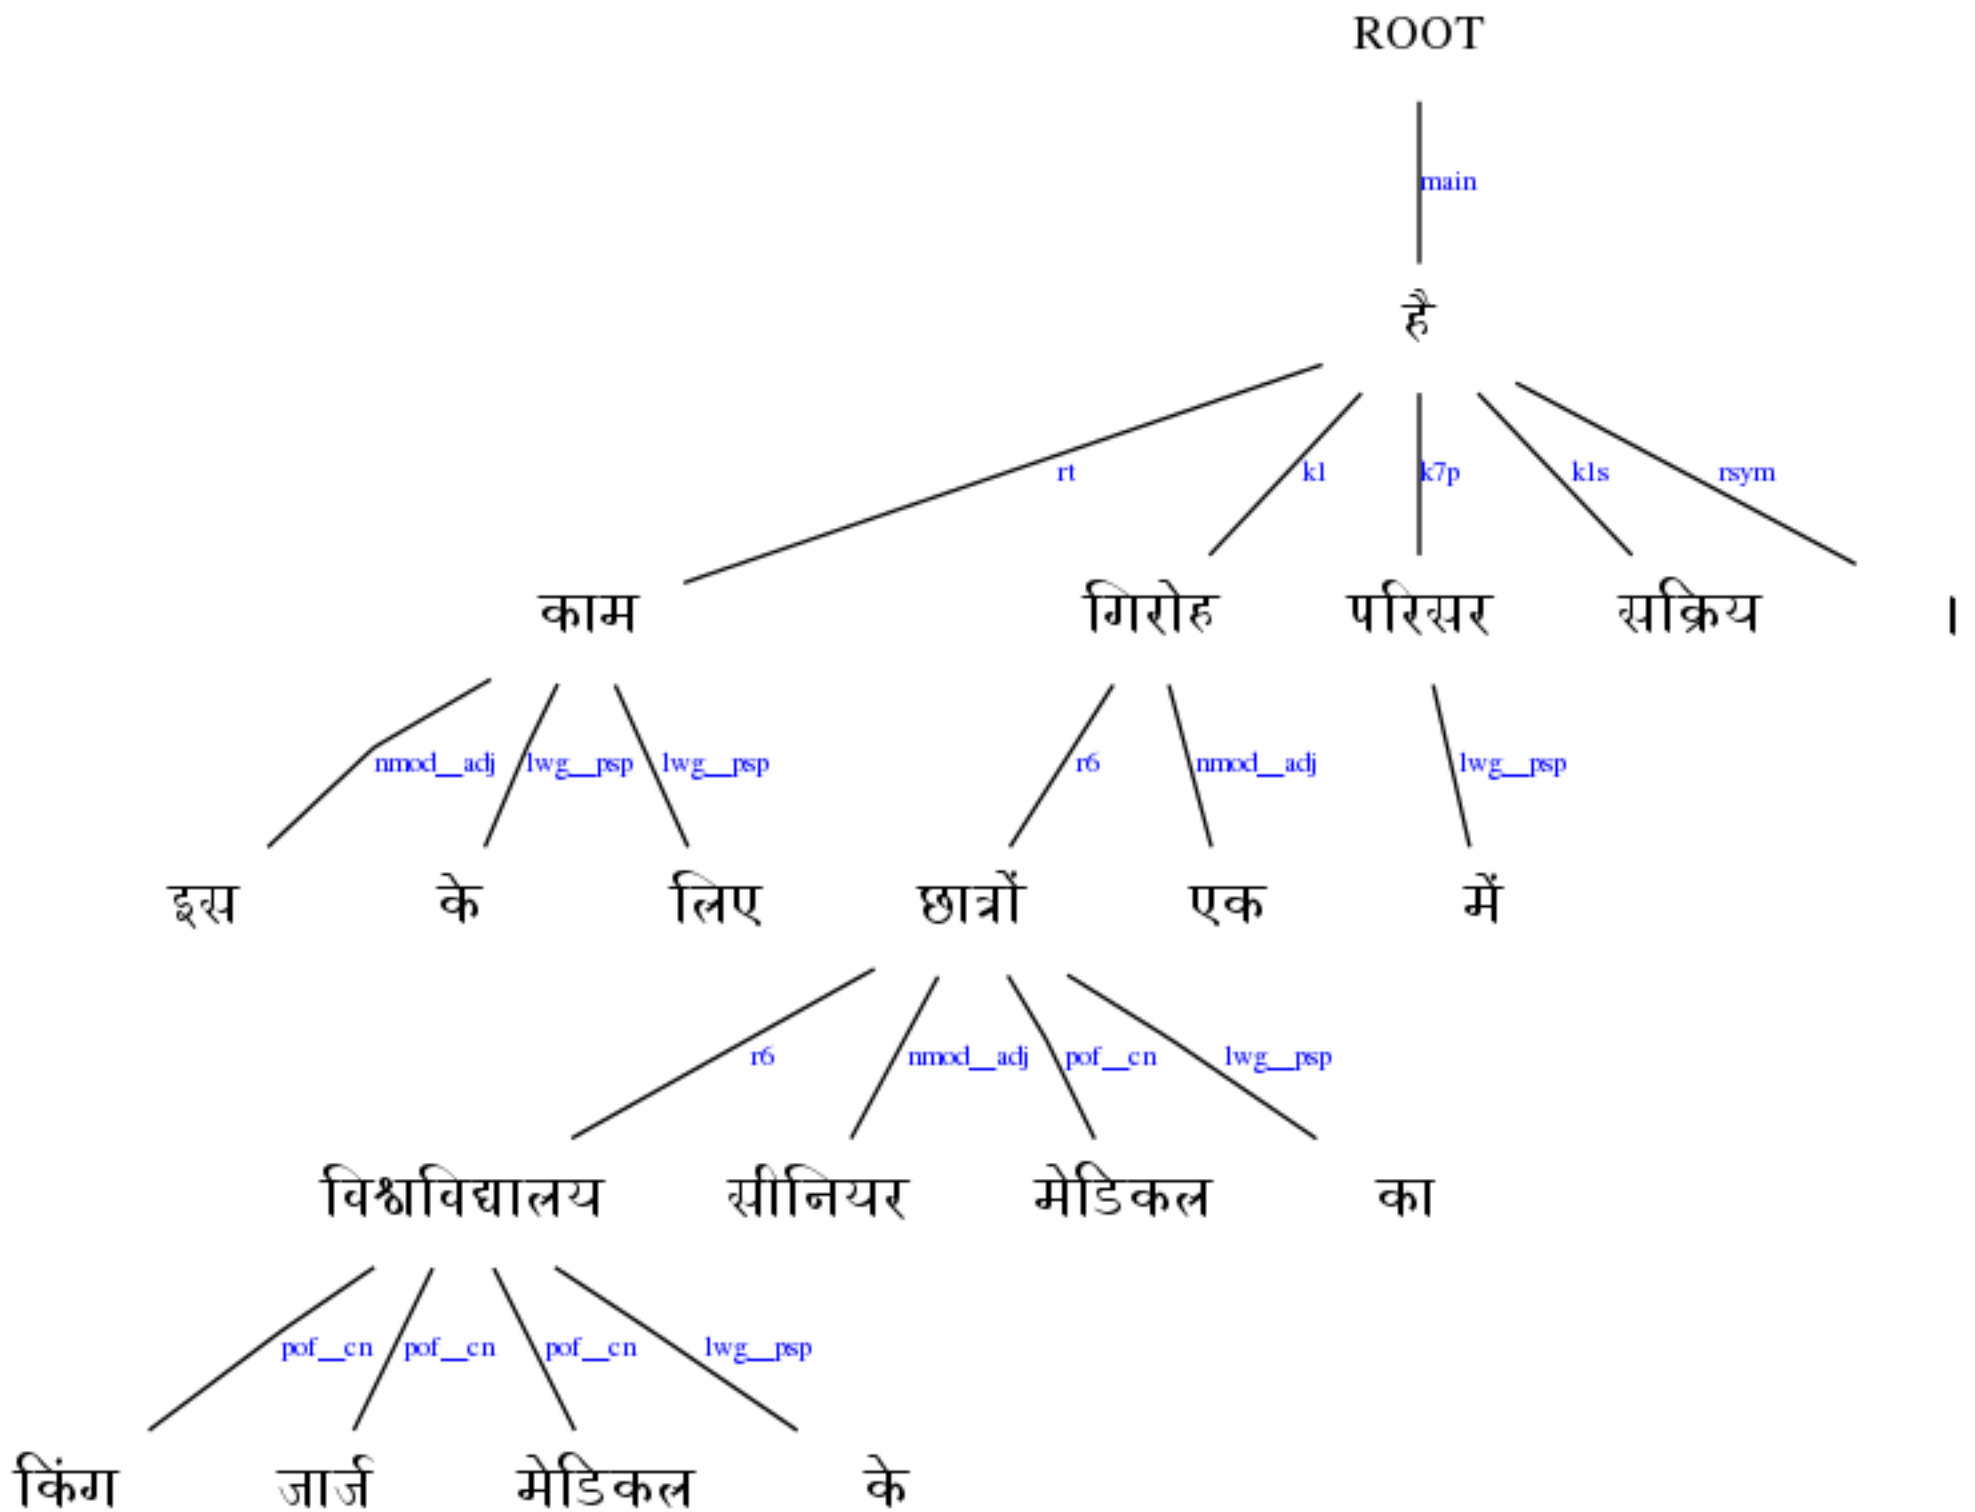 ROOT
main
है
rt k1 k7p k1s rsym
काम गिरोह परिसर सक्रिय ।
nmod__adj lwg__psp lwg__psp r6 nmod__adj lwg__psp
इस के लिए छात्रों एक में
r6 nmod__adj pof__cn lwg__psp
विश्वविद्यालय सीनियर मेडिकल का
pof__cn pof__cn pof__cn lwg__psp
किंग जार्ज मेडिकल के